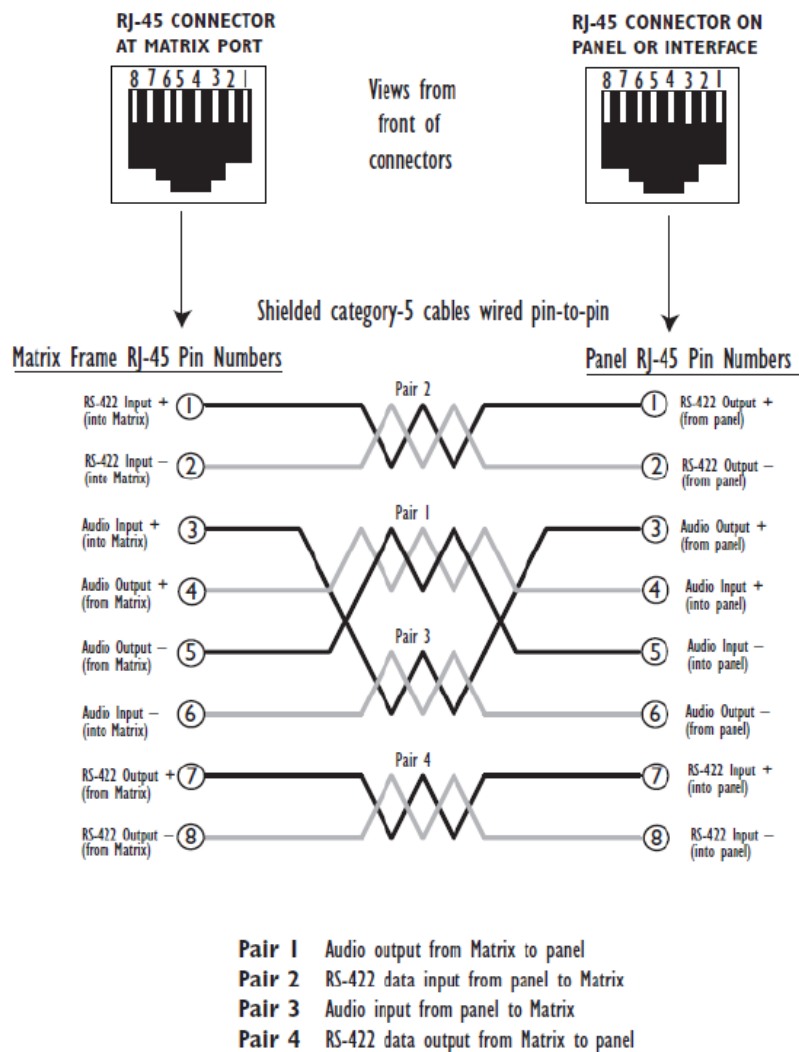 RJ-45 CONNECTOR
AT MATRIX PORT
8 7 6 5 4 3 2 1
Views from
front of
connectors
RJ-45 CONNECTOR ON
PANEL OR INTERFACE
8 7 6 5 4 3 2 1
Shielded category-5 cables wired pin-to-pin
Matrix Frame RJ-45 Pin Numbers
Panel RJ-45 Pin Numbers
RS-422 Input +
(into Matrix)
1
Pair 2
1
RS-422 Output +
(from panel)
RS-422 Input −
(into Matrix)
2
2
RS-422 Output −
(from panel)
Audio Input +
(into Matrix)
3
Pair 1
3
Audio Output +
(from panel)
Audio Output +
(from Matrix)
4
4
Audio Input +
(into panel)
Audio Output −
(from Matrix)
5
Pair 3
5
Audio Input −
(into panel)
Audio Input −
(into Matrix)
6
6
Audio Output −
(from panel)
RS-422 Output +
(from Matrix)
7
Pair 4
7
RS-422 Input +
(into panel)
RS-422 Output −
(from Matrix)
8
8
RS-422 Input −
(into panel)
Pair 1 Audio output from Matrix to panel
Pair 2 RS-422 data input from panel to Matrix
Pair 3 Audio input from panel to Matrix
Pair 4 RS-422 data output from Matrix to panel